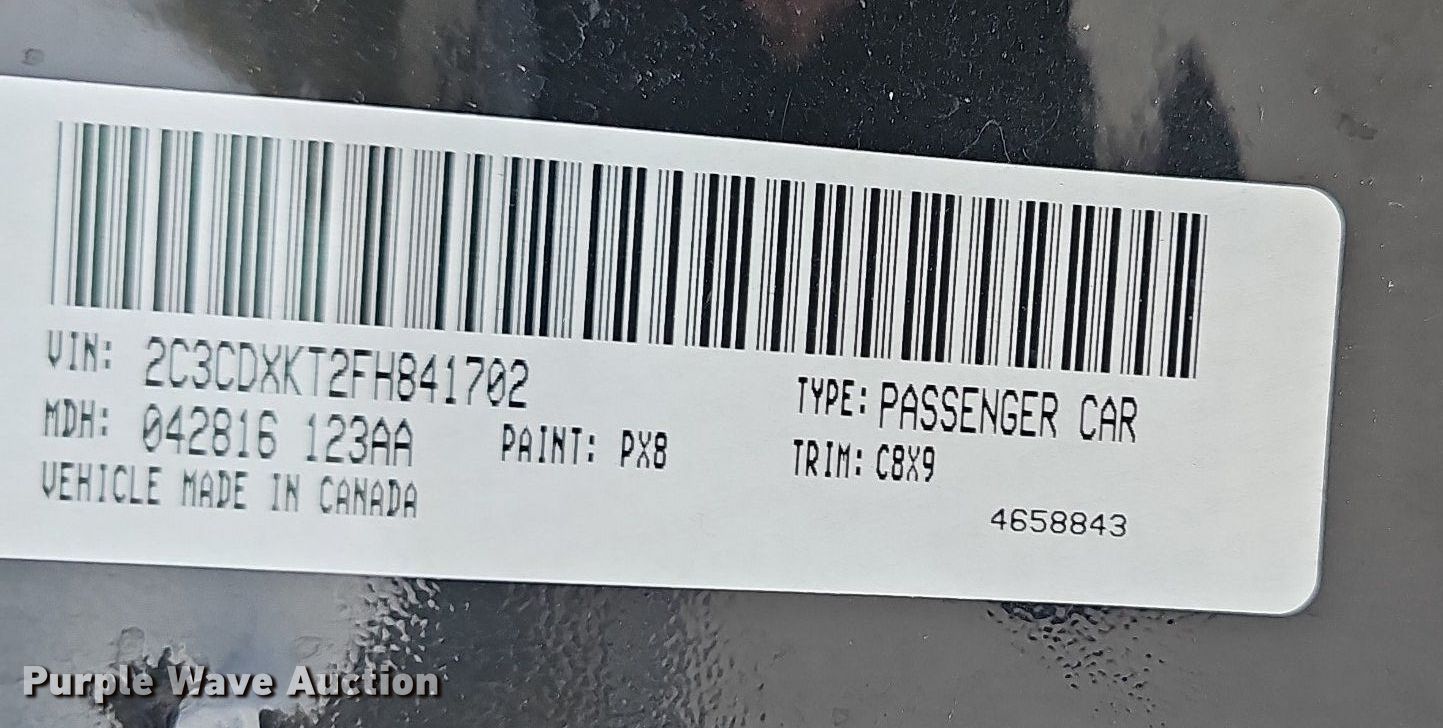 VIN: 2C3CDXKT2FH841702
TYPE: PASSENGER CAR
MDH: 042816 123AA
PAINT: PX8
TRIM: C8X9
VEHICLE MADE IN CANADA
4658843
Purple Wave Auction